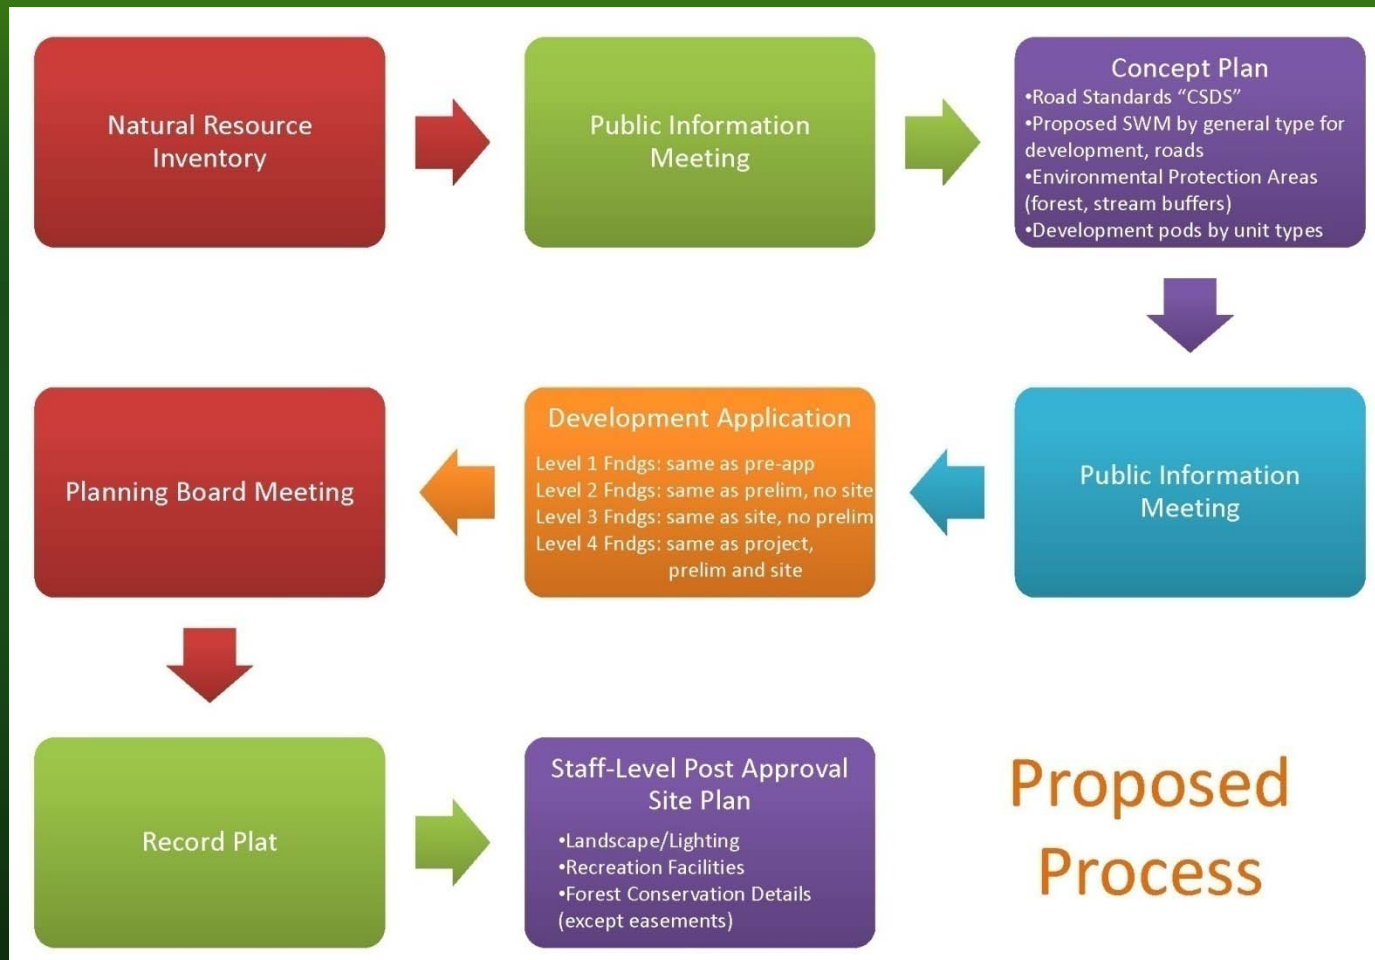 Natural Resource
Inventory
Public Information
Meeting
Concept Plan
•Road Standards “CSDS”
•Proposed SWM by general type for
development, roads
•Environmental Protection Areas
(forest, stream buffers)
•Development pods by unit types
Public Information
Meeting
Development Application
Level 1 Fndgs: same as pre-app
Level 2 Fndgs: same as prelim, no site
Level 3 Fndgs: same as site, no prelim
Level 4 Fndgs: same as project,
prelim and site
Planning Board Meeting
Record Plat
Staff-Level Post Approval
Site Plan
•Landscape/Lighting
•Recreation Facilities
•Forest Conservation Details
(except easements)
Proposed
Process